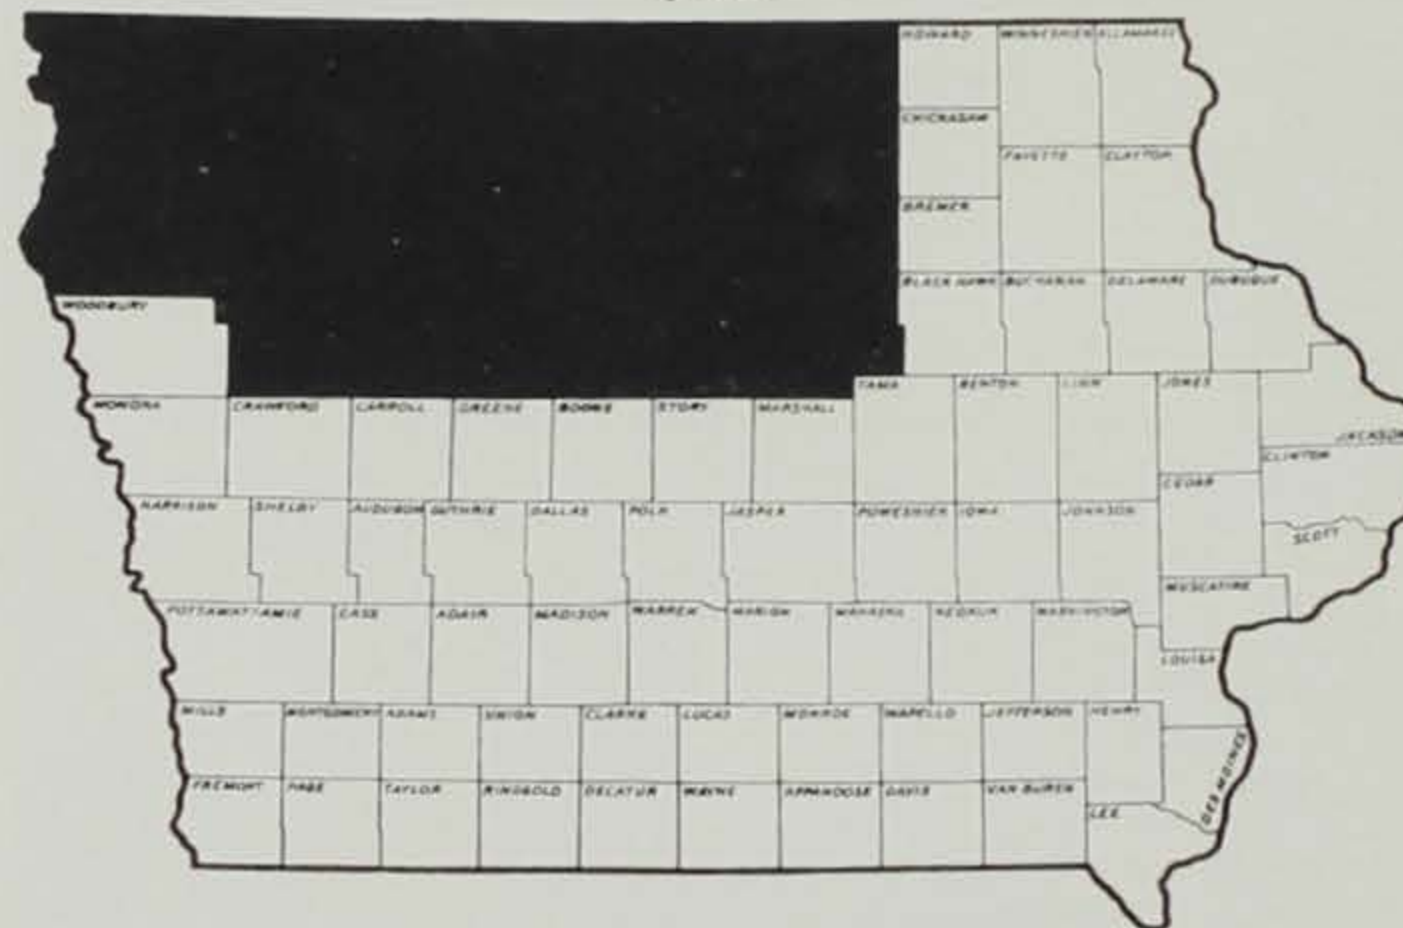 HOWARD WINNESHIEK ALLAMAKEE
CHICKASAW
FAYETTE CLAYTON
BREMER
BLACK HAWK BUCHANAN DELAWARE DUBUQUE
WOODBURY
TAMA BENTON LINN JONES
MONONA CRAWFORD CARROLL GREENE BOONE STORY MARSHALL
JACKSON
CLINTON
CEDAR
HARRISON SHELBY AUDUBON GUTHRIE DALLAS POLK JASPER POWESHIEK IOWA JOHNSON
SCOTT
MUSCATINE
POTTAWATTAMIE CASS ADAIR MADISON WARREN MARION MAHASKA KEOKUK WASHINGTON
LOUISA
MILLS MONTGOMERY ADAMS UNION CLARKE LUCAS MONROE WAPELLO JEFFERSON HENRY
DES MOINES
FREMONT PAGE TAYLOR RINGGOLD DECATUR WAYNE APPANOOSE DAVIS VAN BUREN
LEE